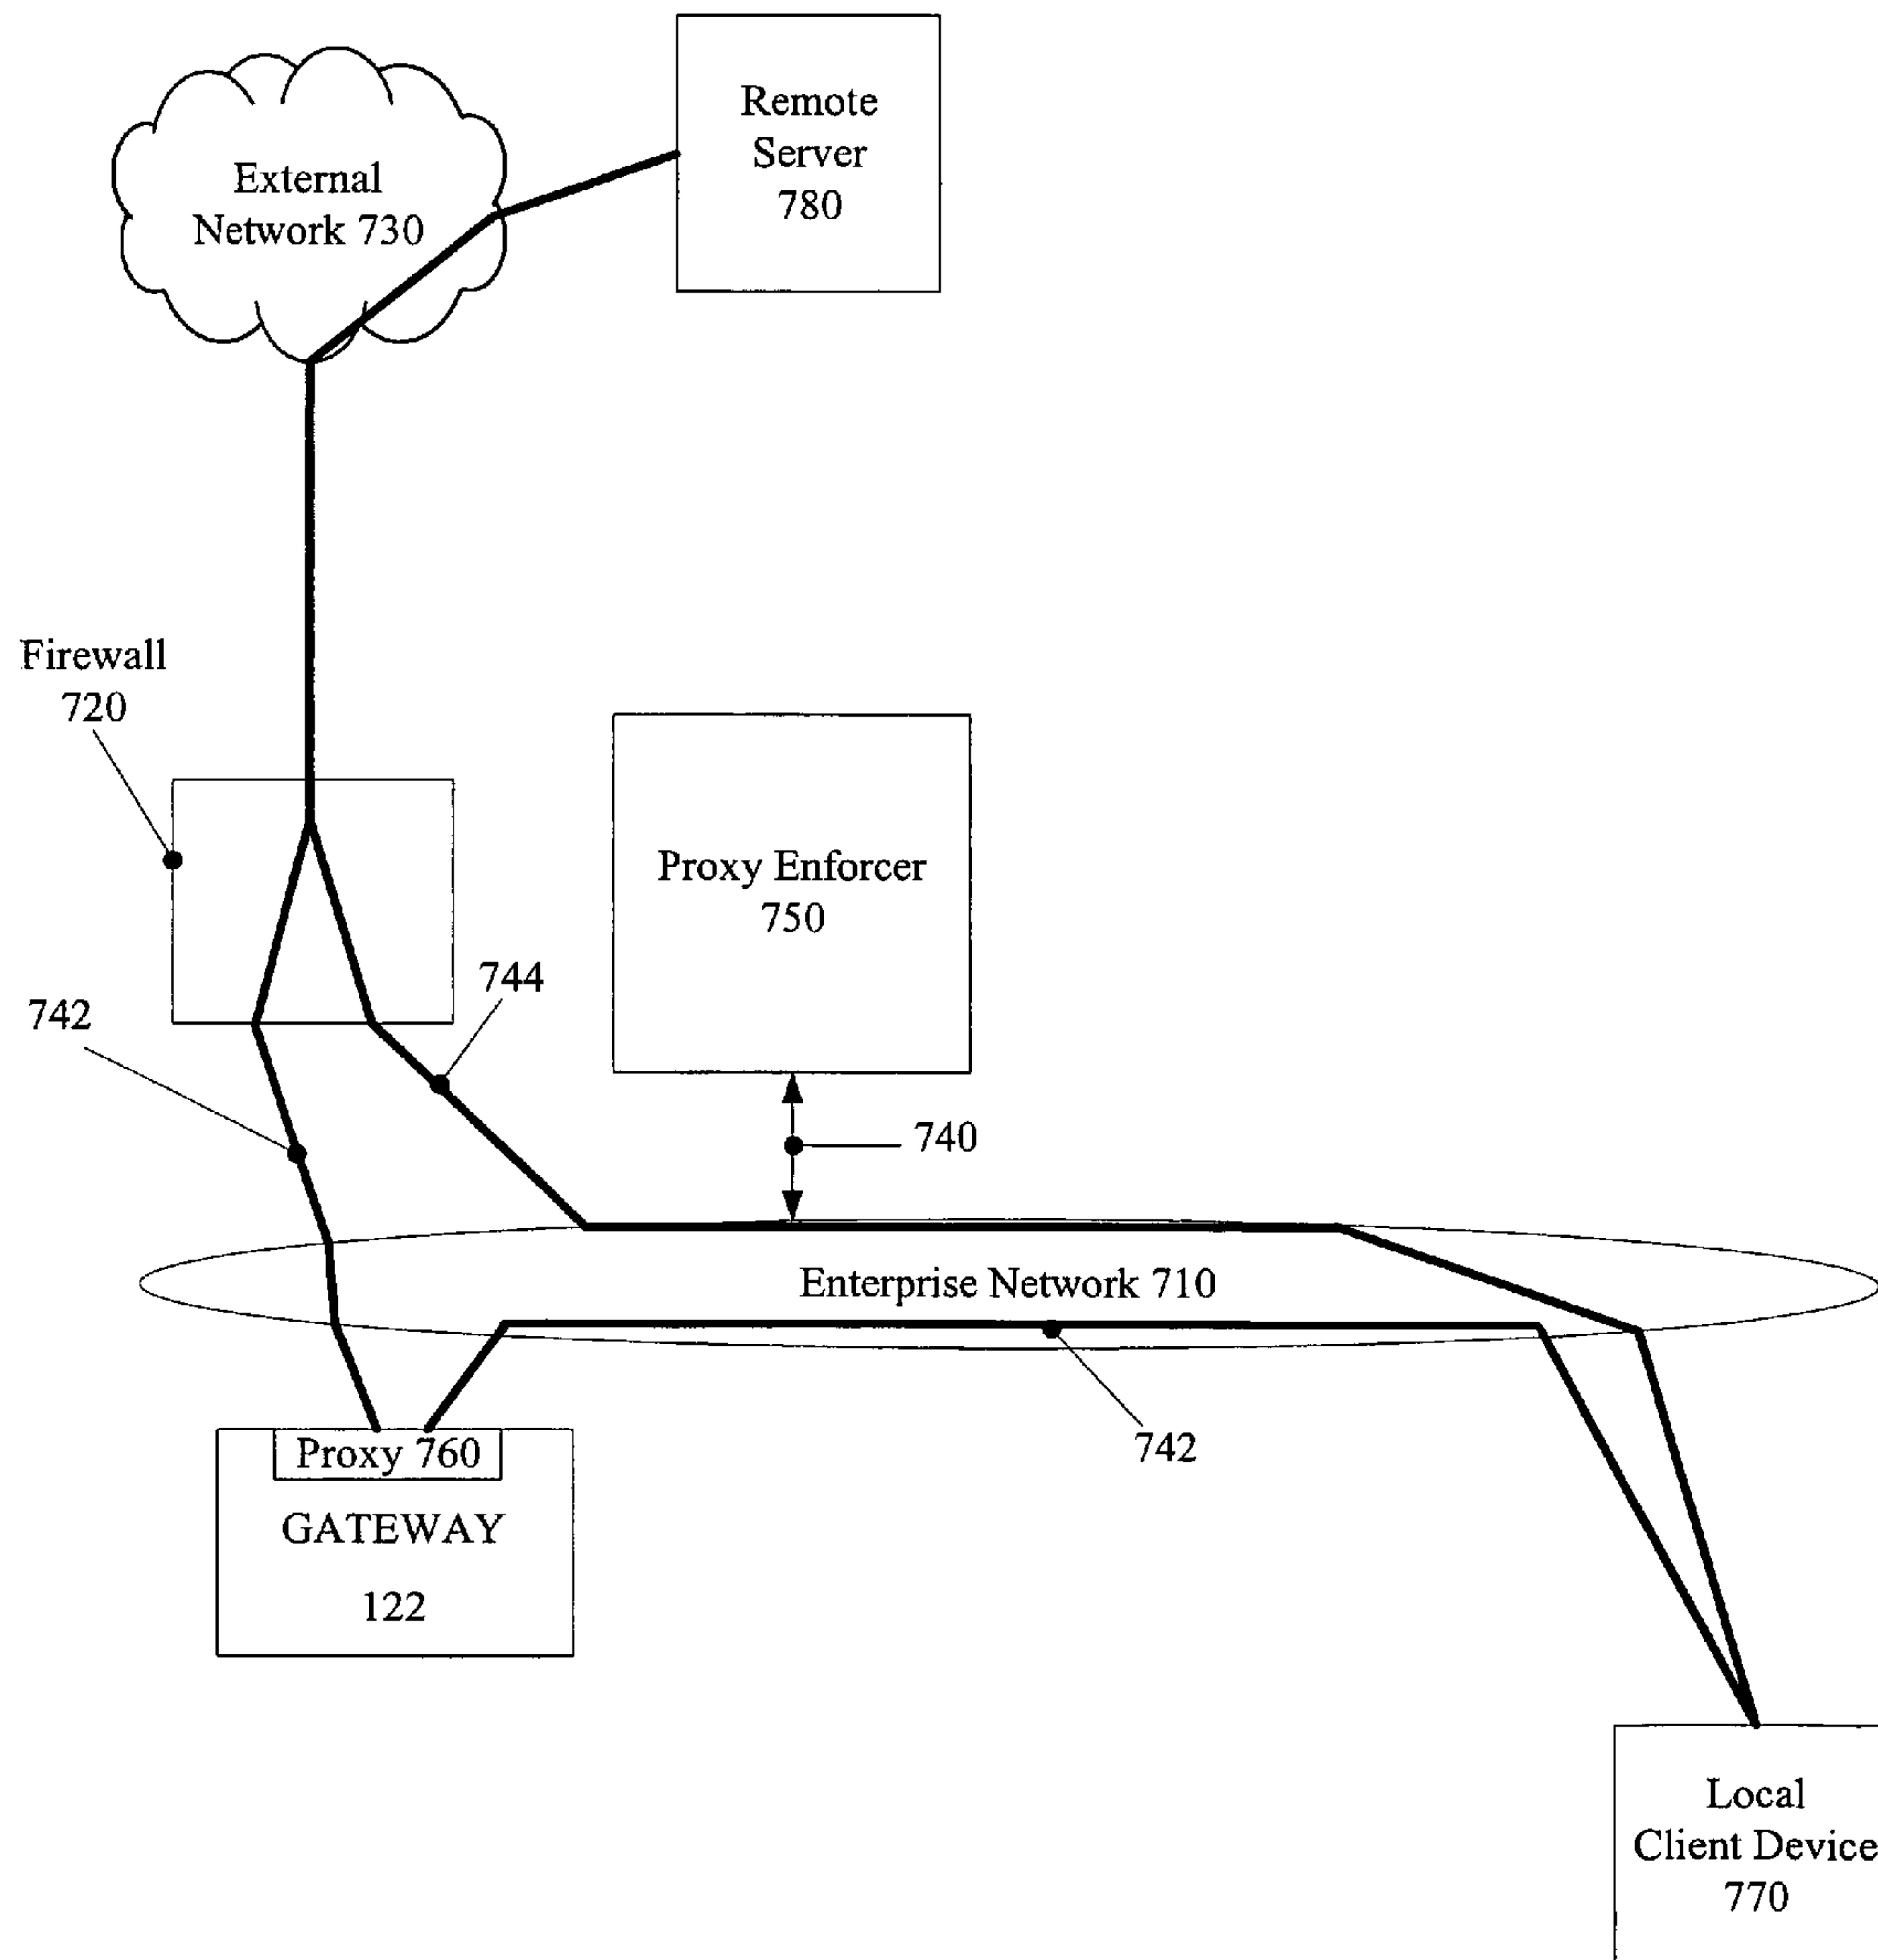 Remote
Server
780
External
Network 730
Firewall
720
Proxy Enforcer
750
744
742
740
Enterprise Network 710
742
Proxy 760
GATEWAY
122
Local
Client Device
770